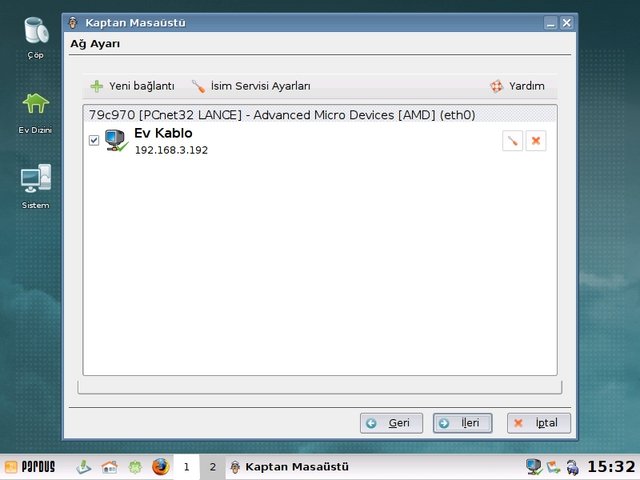 Kaptan Masaüstü
Çöp
Ağ Ayarı
Yeni bağlantı
İsim Servisi Ayarları
Yardım
79c970 [PCnet32 LANCE] - Advanced Micro Devices [AMD] (eth0)
Ev Kablo
192.168.3.192
Ev Dizini
Sistem
Geri
İleri
İptal
PARDUS
1
2
Kaptan Masaüstü
15:32